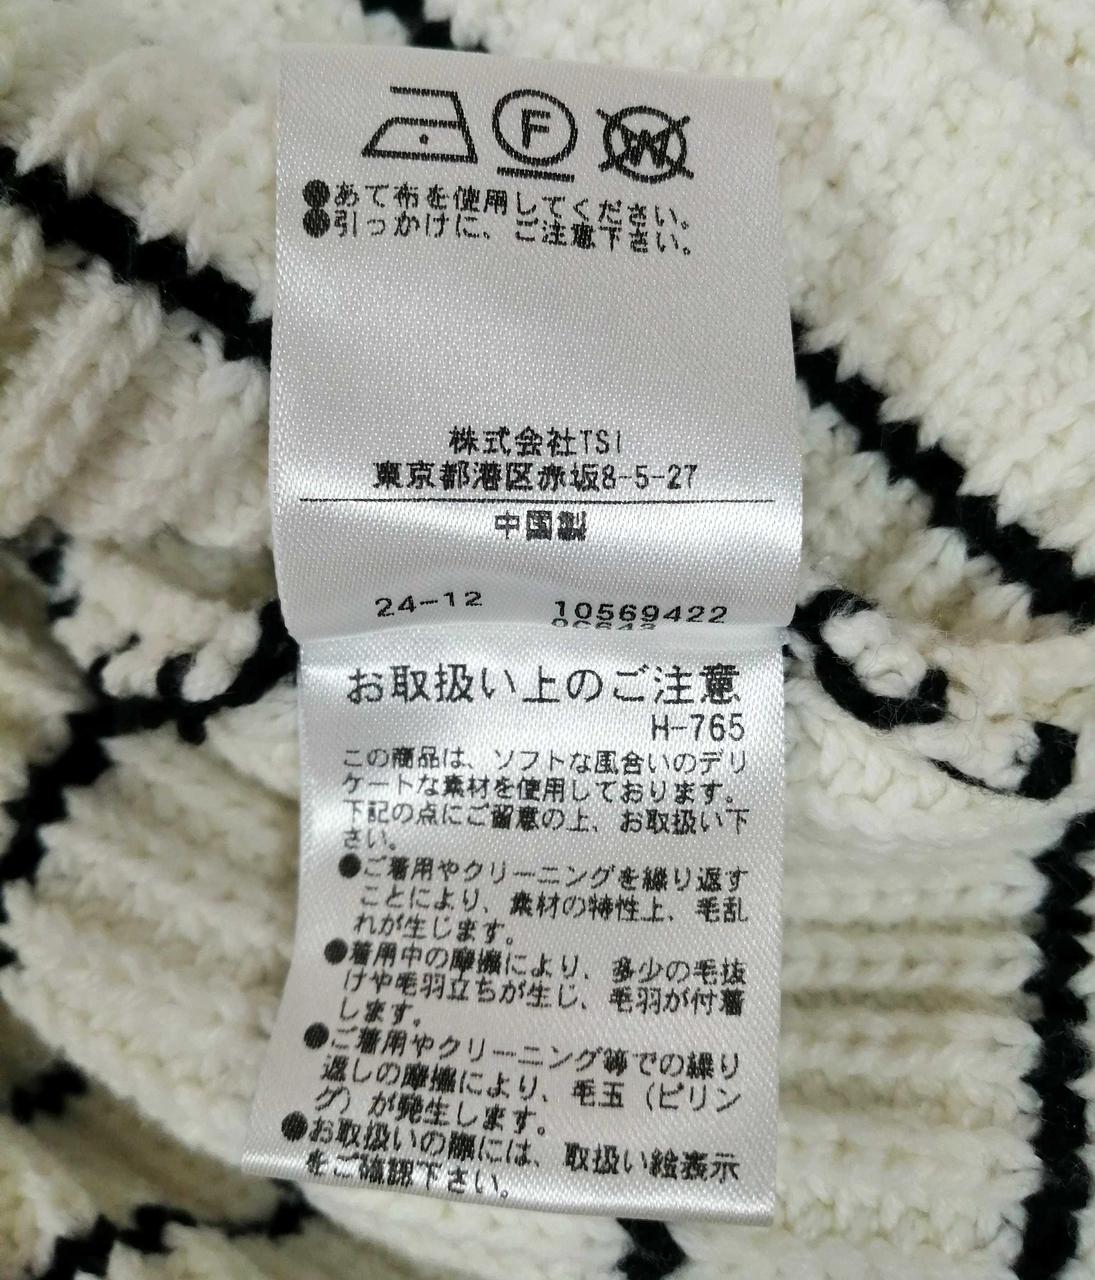 F
W
●あて布を使用してください。
●引っかけに、ご注意下さい。
株式会社TSI
東京都港区赤坂8-5-27
中国製
24-12 10569422
お取扱い上のご注意
H-765
この商品は、ソフトな風合いのデリ
ケートな素材を使用しております。
下記の点にご留意の上、お取扱い下
さい。
●ご着用やクリーニングを繰り返す
ことにより、素材の特性上、毛乱
れが生じます。
●着用中の摩擦により、多少の毛抜
けや毛羽立ちが生じ、毛羽が付着
します。
●ご着用やクリーニング等での繰り
返しの摩擦により、毛玉（ピリン
グ）が発生します。
●お取扱いの際には、取扱い絵表示
をご確認下さい。